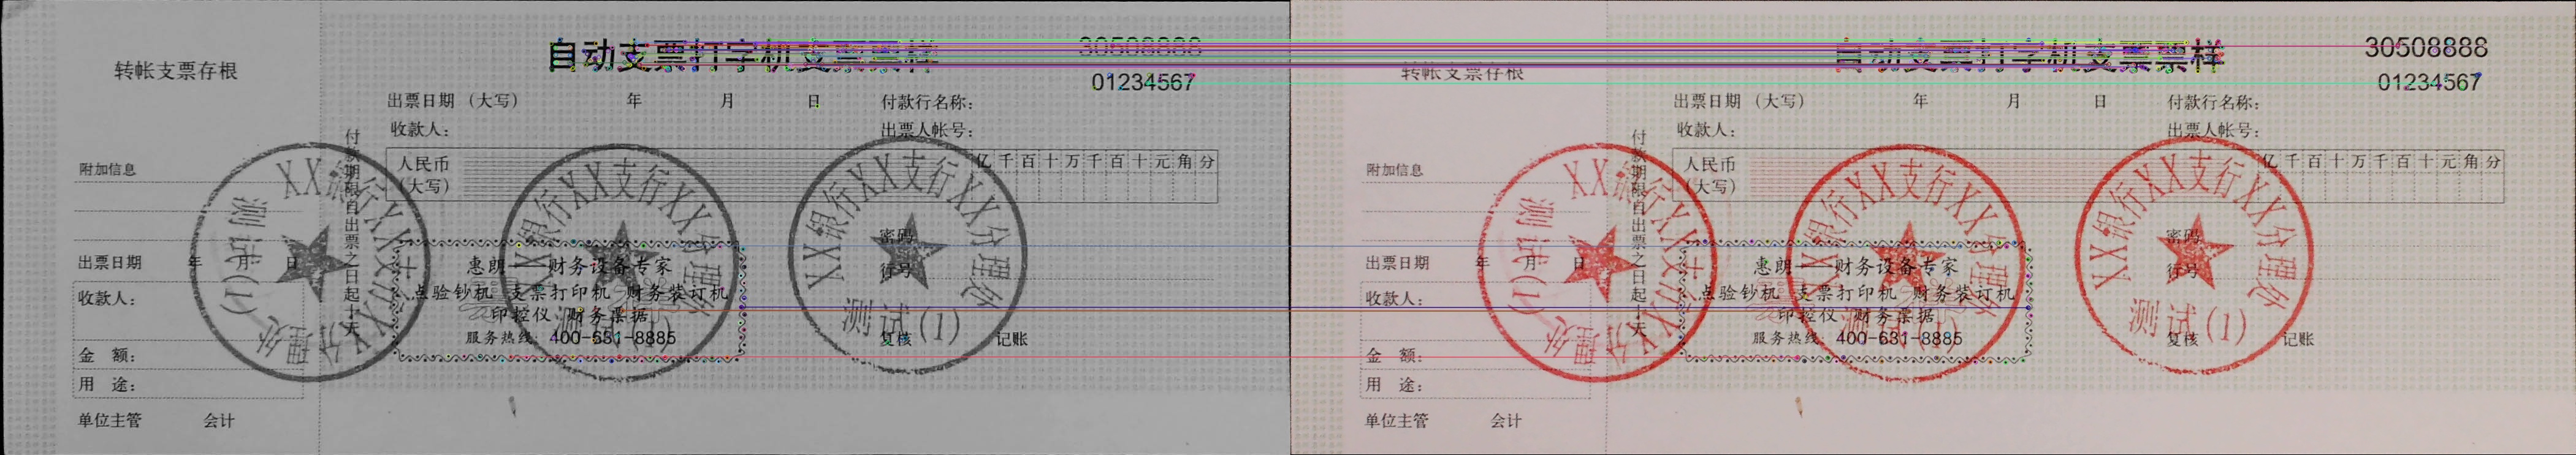 自动支票打字机支票票样
30508888
转帐支票存根
01234567
出票日期（大写） 年 月 日 付款行名称：
收款人： 出票人帐号：
付款期限自出票之日起十天
人民币
（大写）
亿千百十万千百十元角分
附加信息
XX银行XX支行XX分理处
测试(1)
XX银行XX支行XX分理处
测试(1)
XX银行XX支行XX分理处
测试(1)
密码
行号
出票日期 年 月 日
惠朗——财务设备专家
收款人：
点验钞机 支票打印机 财务装订机
印控仪 财务票据
服务热线：400-631-8885
复核 记账
金 额：
用 途：
单位主管 会计
自动支票打字机支票票样
30508888
转帐支票存根
01234567
出票日期（大写） 年 月 日 付款行名称：
收款人： 出票人帐号：
付款期限自出票之日起十天
人民币
（大写）
亿千百十万千百十元角分
附加信息
XX银行XX支行XX分理处
测试(1)
XX银行XX支行XX分理处
测试(1)
XX银行XX支行XX分理处
测试(1)
密码
行号
出票日期 年 月 日
惠朗——财务设备专家
收款人：
点验钞机 支票打印机 财务装订机
印控仪 财务票据
服务热线：400-631-8885
复核 记账
金 额：
用 途：
单位主管 会计